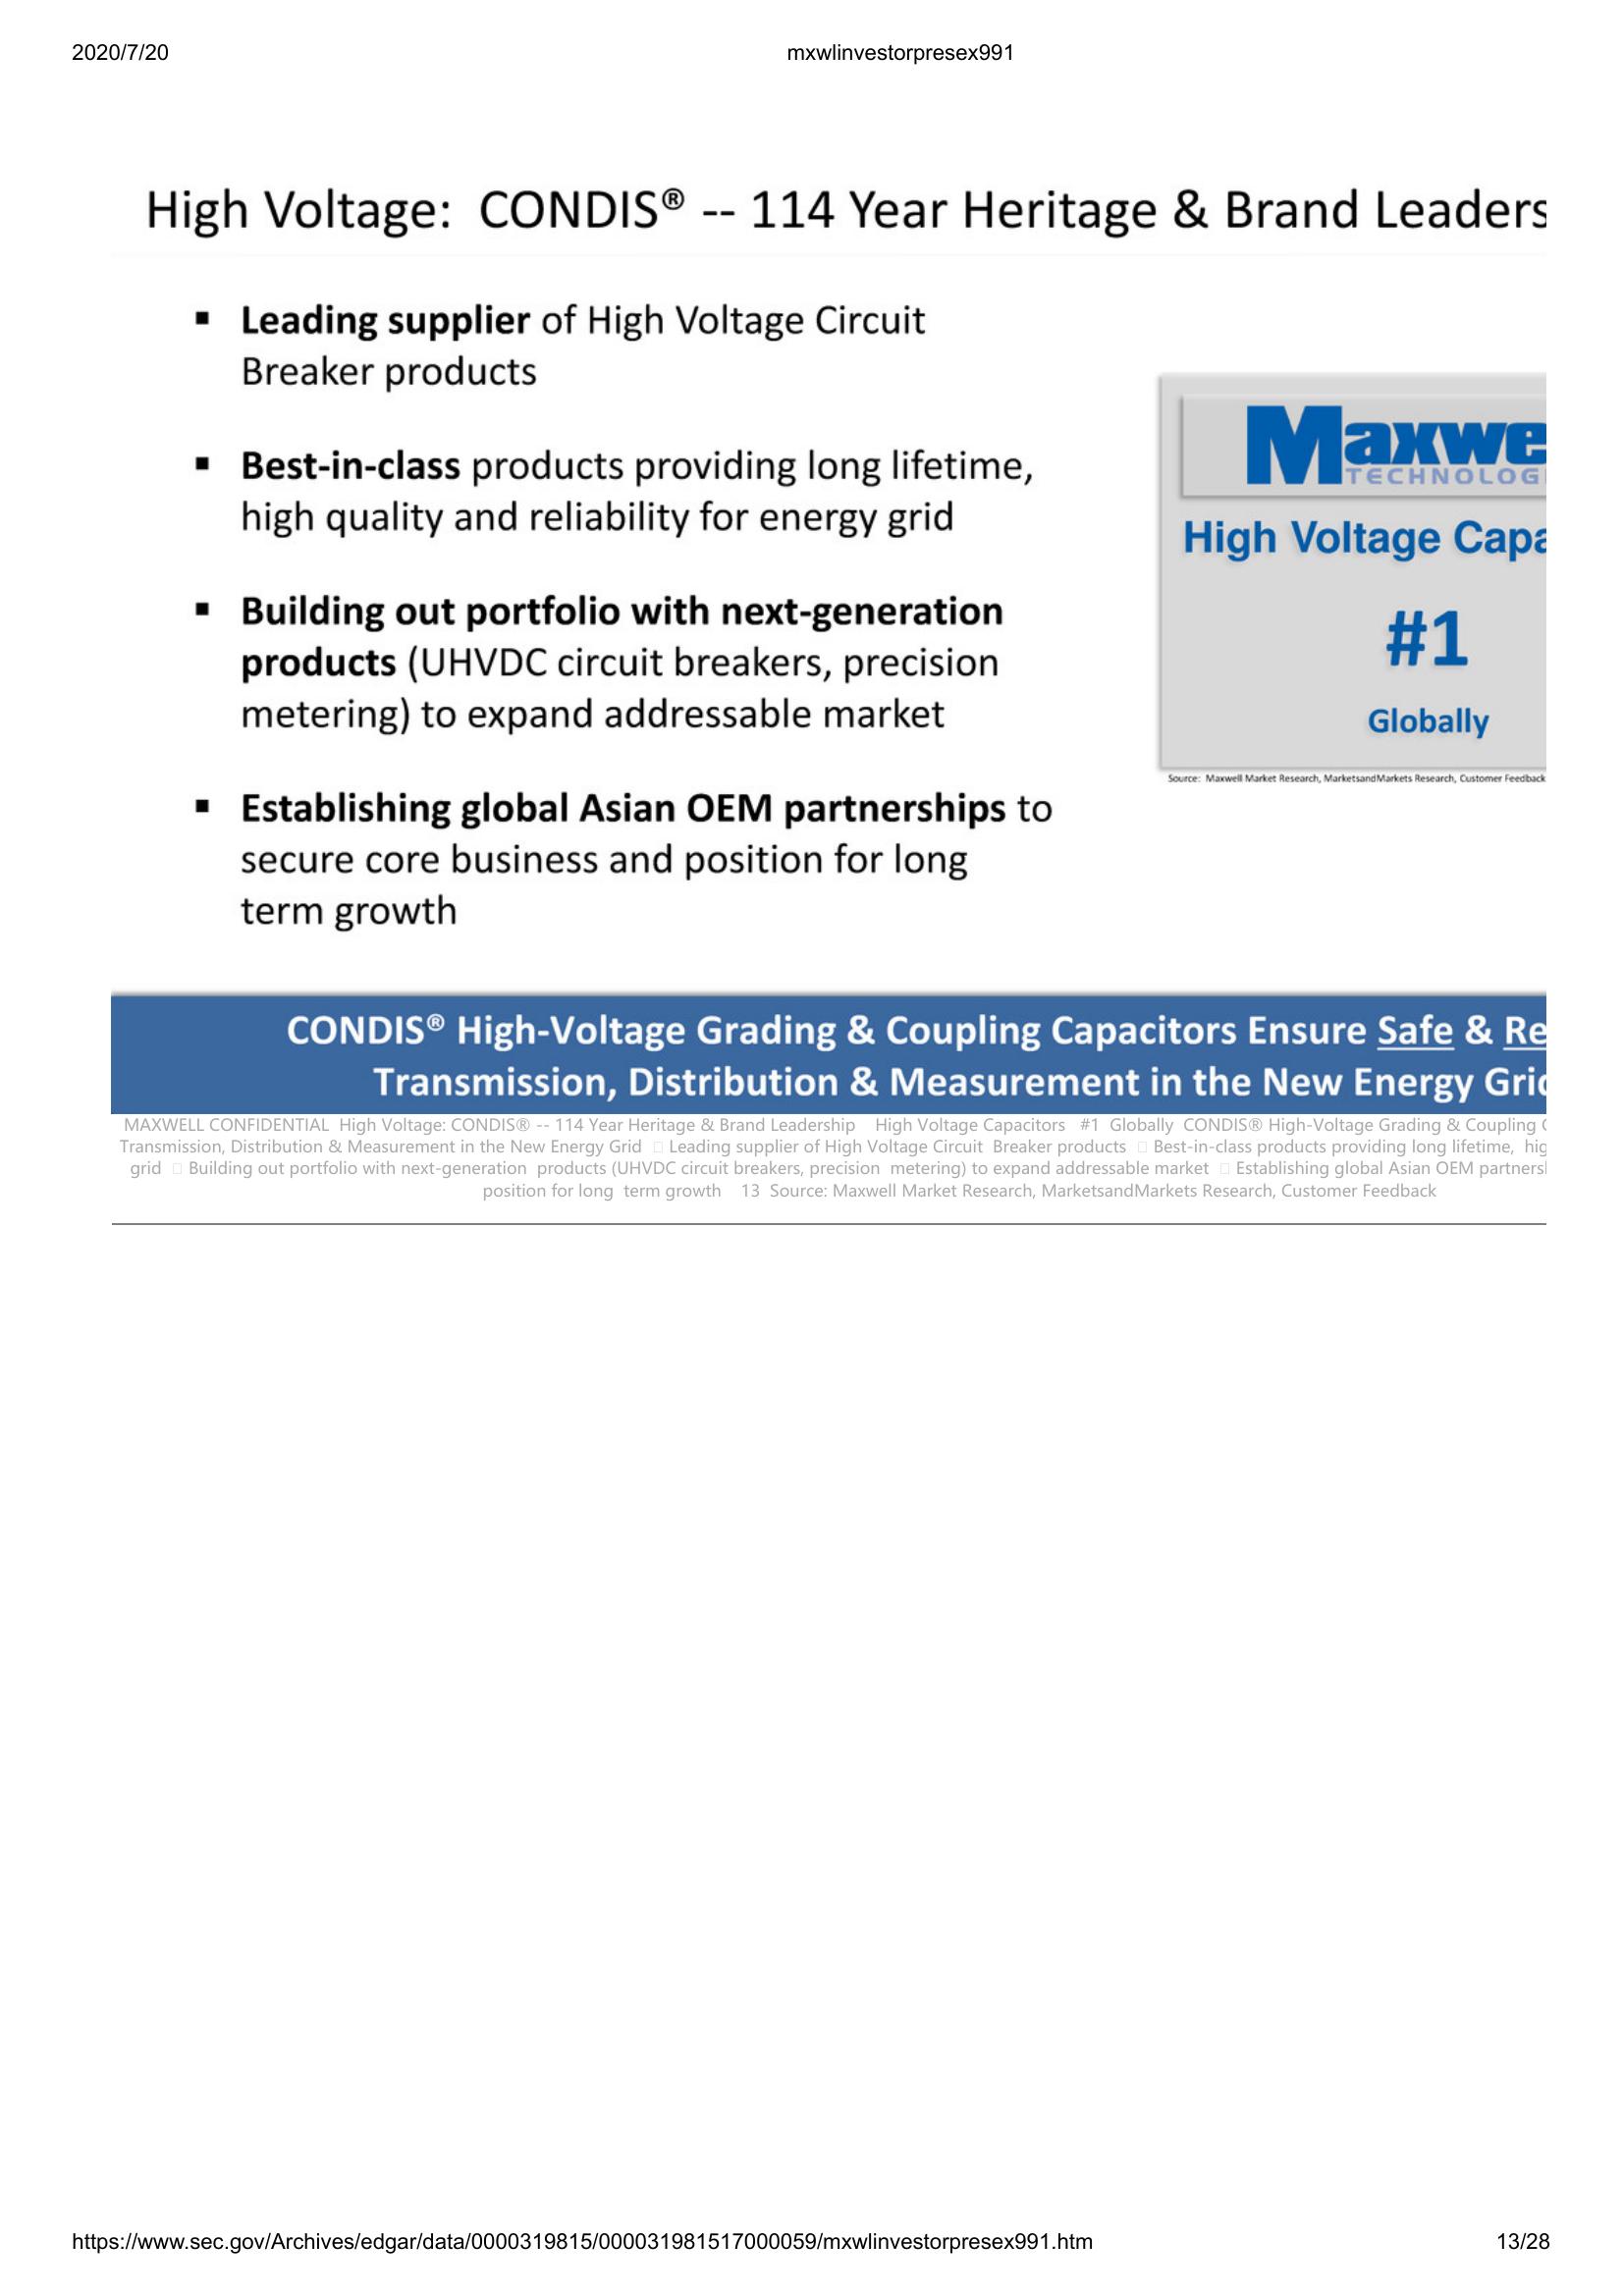 2020/7/20 mxwlinvestorpresex991
High Voltage: CONDIS® -- 114 Year Heritage & Brand Leaders
▪ Leading supplier of High Voltage Circuit
Breaker products
▪ Best-in-class products providing long lifetime,
high quality and reliability for energy grid
▪ Building out portfolio with next-generation
products (UHVDC circuit breakers, precision
metering) to expand addressable market
▪ Establishing global Asian OEM partnerships to
secure core business and position for long
term growth
Maxwe
TECHNOLOG
High Voltage Capa
#1
Globally
Source: Maxwell Market Research, MarketsandMarkets Research, Customer Feedback
CONDIS® High-Voltage Grading & Coupling Capacitors Ensure Safe & Re
Transmission, Distribution & Measurement in the New Energy Grid
MAXWELL CONFIDENTIAL High Voltage: CONDIS® -- 114 Year Heritage & Brand Leadership High Voltage Capacitors #1 Globally CONDIS® High-Voltage Grading & Coupling
Transmission, Distribution & Measurement in the New Energy Grid Leading supplier of High Voltage Circuit Breaker products Best-in-class products providing long lifetime, hig
grid Building out portfolio with next-generation products (UHVDC circuit breakers, precision metering) to expand addressable market Establishing global Asian OEM partners
position for long term growth 13 Source: Maxwell Market Research, MarketsandMarkets Research, Customer Feedback
https://www.sec.gov/Archives/edgar/data/0000319815/000031981517000059/mxwlinvestorpresex991.htm 13/28